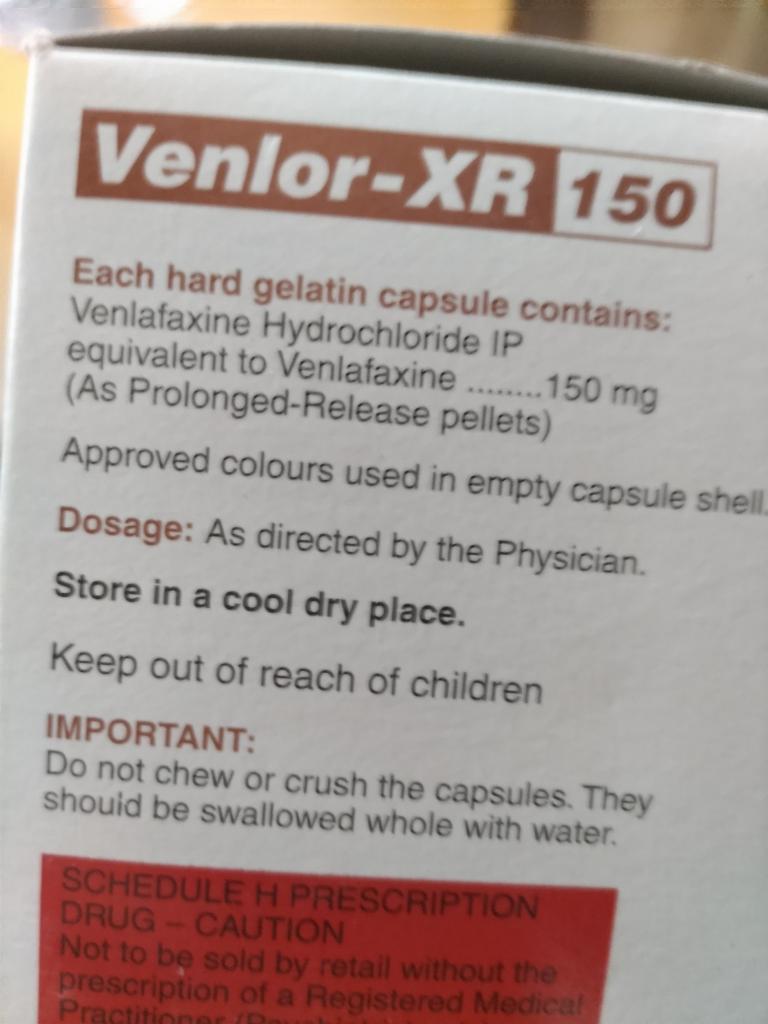 Venlor-XR 150
Each hard gelatin capsule contains:
Venlafaxine Hydrochloride IP
equivalent to Venlafaxine ........150 mg
(As Prolonged-Release pellets)
Approved colours used in empty capsule shell.
Dosage: As directed by the Physician.
Store in a cool dry place.
Keep out of reach of children
IMPORTANT:
Do not chew or crush the capsules. They
should be swallowed whole with water.
SCHEDULE H PRESCRIPTION
DRUG – CAUTION
Not to be sold by retail without the
prescription of a Registered Medical
Practitioner